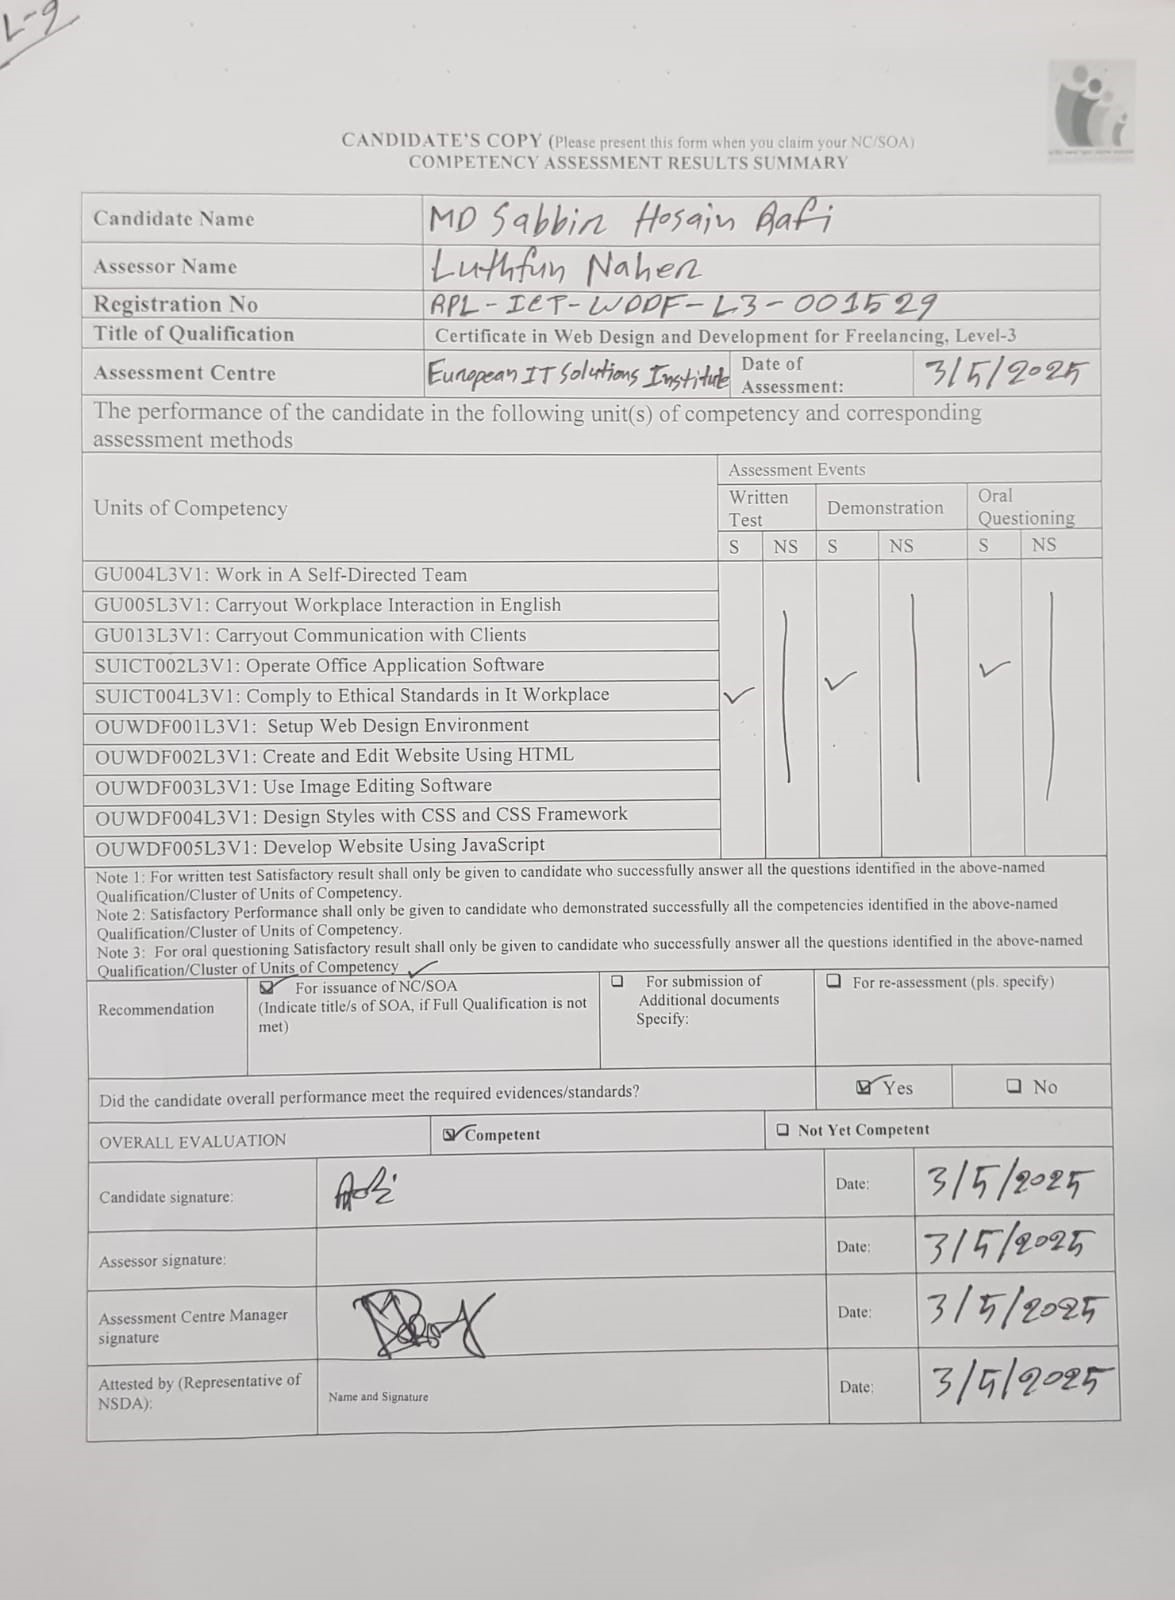 L-9
CANDIDATE'S COPY (Please present this form when you claim your NC/SOA)
COMPETENCY ASSESSMENT RESULTS SUMMARY
Candidate Name MD Sabbir Hosain Rafi
Assessor Name Luthfun Naher
Registration No RPL-ICT-WDDF-L3-001529
Title of Qualification Certificate in Web Design and Development for Freelancing, Level-3
Assessment Centre European IT Solutions Institute Date of Assessment: 3/5/2025
The performance of the candidate in the following unit(s) of competency and corresponding
assessment methods
Units of Competency
Assessment Events
Written Test Demonstration Oral Questioning
S NS S NS S NS
GU004L3V1: Work in A Self-Directed Team
GU005L3V1: Carryout Workplace Interaction in English
GU013L3V1: Carryout Communication with Clients
SUICT002L3V1: Operate Office Application Software
SUICT004L3V1: Comply to Ethical Standards in It Workplace
OUWDF001L3V1: Setup Web Design Environment
OUWDF002L3V1: Create and Edit Website Using HTML
OUWDF003L3V1: Use Image Editing Software
OUWDF004L3V1: Design Styles with CSS and CSS Framework
OUWDF005L3V1: Develop Website Using JavaScript
Note 1: For written test Satisfactory result shall only be given to candidate who successfully answer all the questions identified in the above-named
Qualification/Cluster of Units of Competency.
Note 2: Satisfactory Performance shall only be given to candidate who demonstrated successfully all the competencies identified in the above-named
Qualification/Cluster of Units of Competency.
Note 3: For oral questioning Satisfactory result shall only be given to candidate who successfully answer all the questions identified in the above-named
Qualification/Cluster of Units of Competency
Recommendation
For issuance of NC/SOA
(Indicate title/s of SOA, if Full Qualification is not
met)
For submission of
Additional documents
Specify:
For re-assessment (pls. specify)
Did the candidate overall performance meet the required evidences/standards? Yes No
OVERALL EVALUATION Competent Not Yet Competent
Candidate signature: Rafi Date: 3/5/2025
Assessor signature: Date: 3/5/2025
Assessment Centre Manager
signature
Date: 3/5/2025
Attested by (Representative of
NSDA):
Name and Signature
Date: 3/5/2025